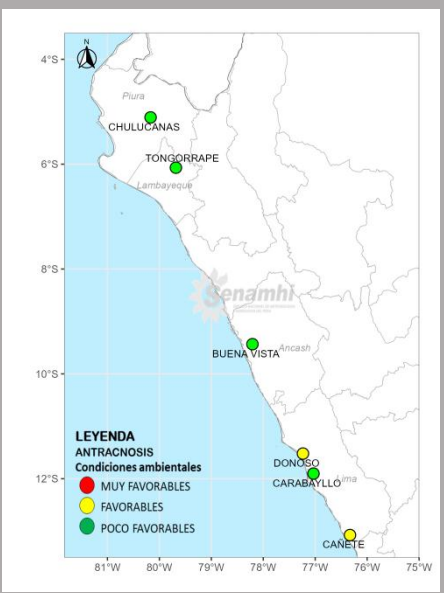 N
4°S
Piura
CHULUCANAS
TONGORRAPE
6°S
Lambayeque
8°S
Senamhi
BUENA VISTA
Ancash
10°S
LEYENDA
ANTRACNOSIS
Condiciones ambientales
MUY FAVORABLES
FAVORABLES
POCO FAVORABLES
DONOSO
CARABAYLLO
Lima
12°S
CAÑETE
81°W
80°W
79°W
78°W
77°W
76°W
75°W